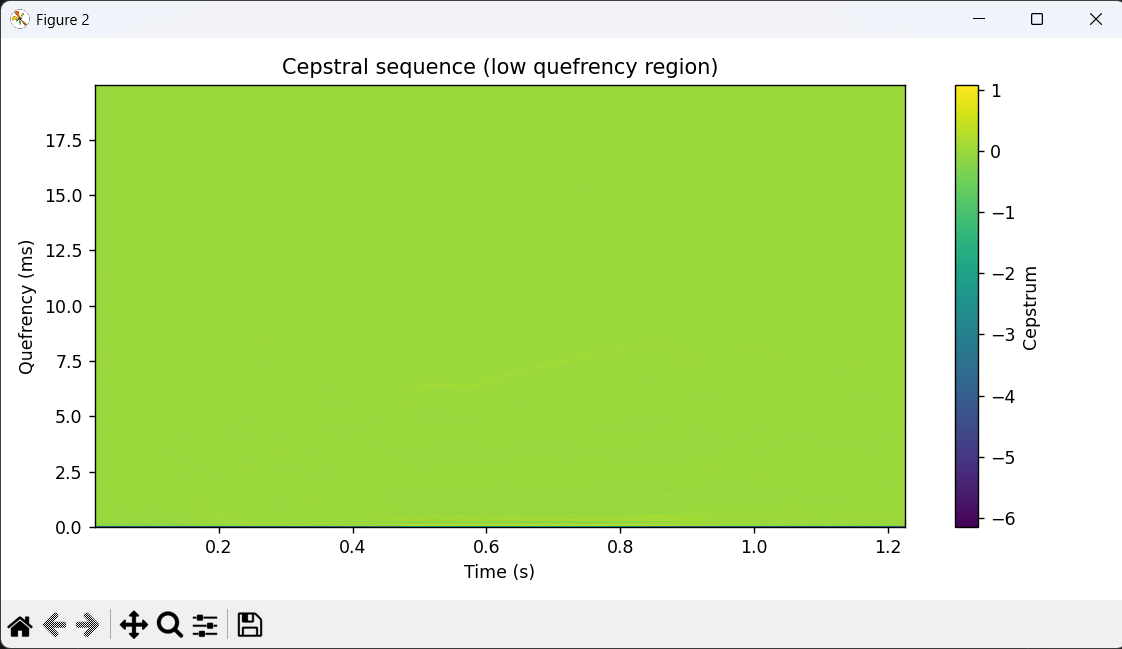 Figure 2
Cepstral sequence (low quefrency region)
17.5
15.0
12.5
10.0
7.5
5.0
2.5
0.0
Quefrency (ms)
0.2 0.4 0.6 0.8 1.0 1.2
Time (s)
1
0
−1
−2
−3
−4
−5
−6
Cepstrum